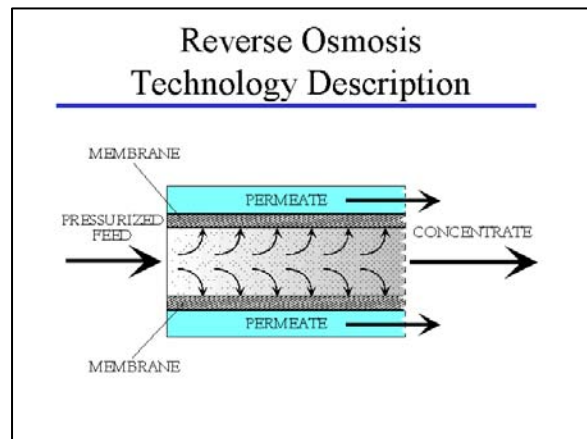 Reverse Osmosis
Technology Description
MEMBRANE
PERMEATE
PRESSURIZED
FEED
CONCENTRATE
PERMEATE
MEMBRANE